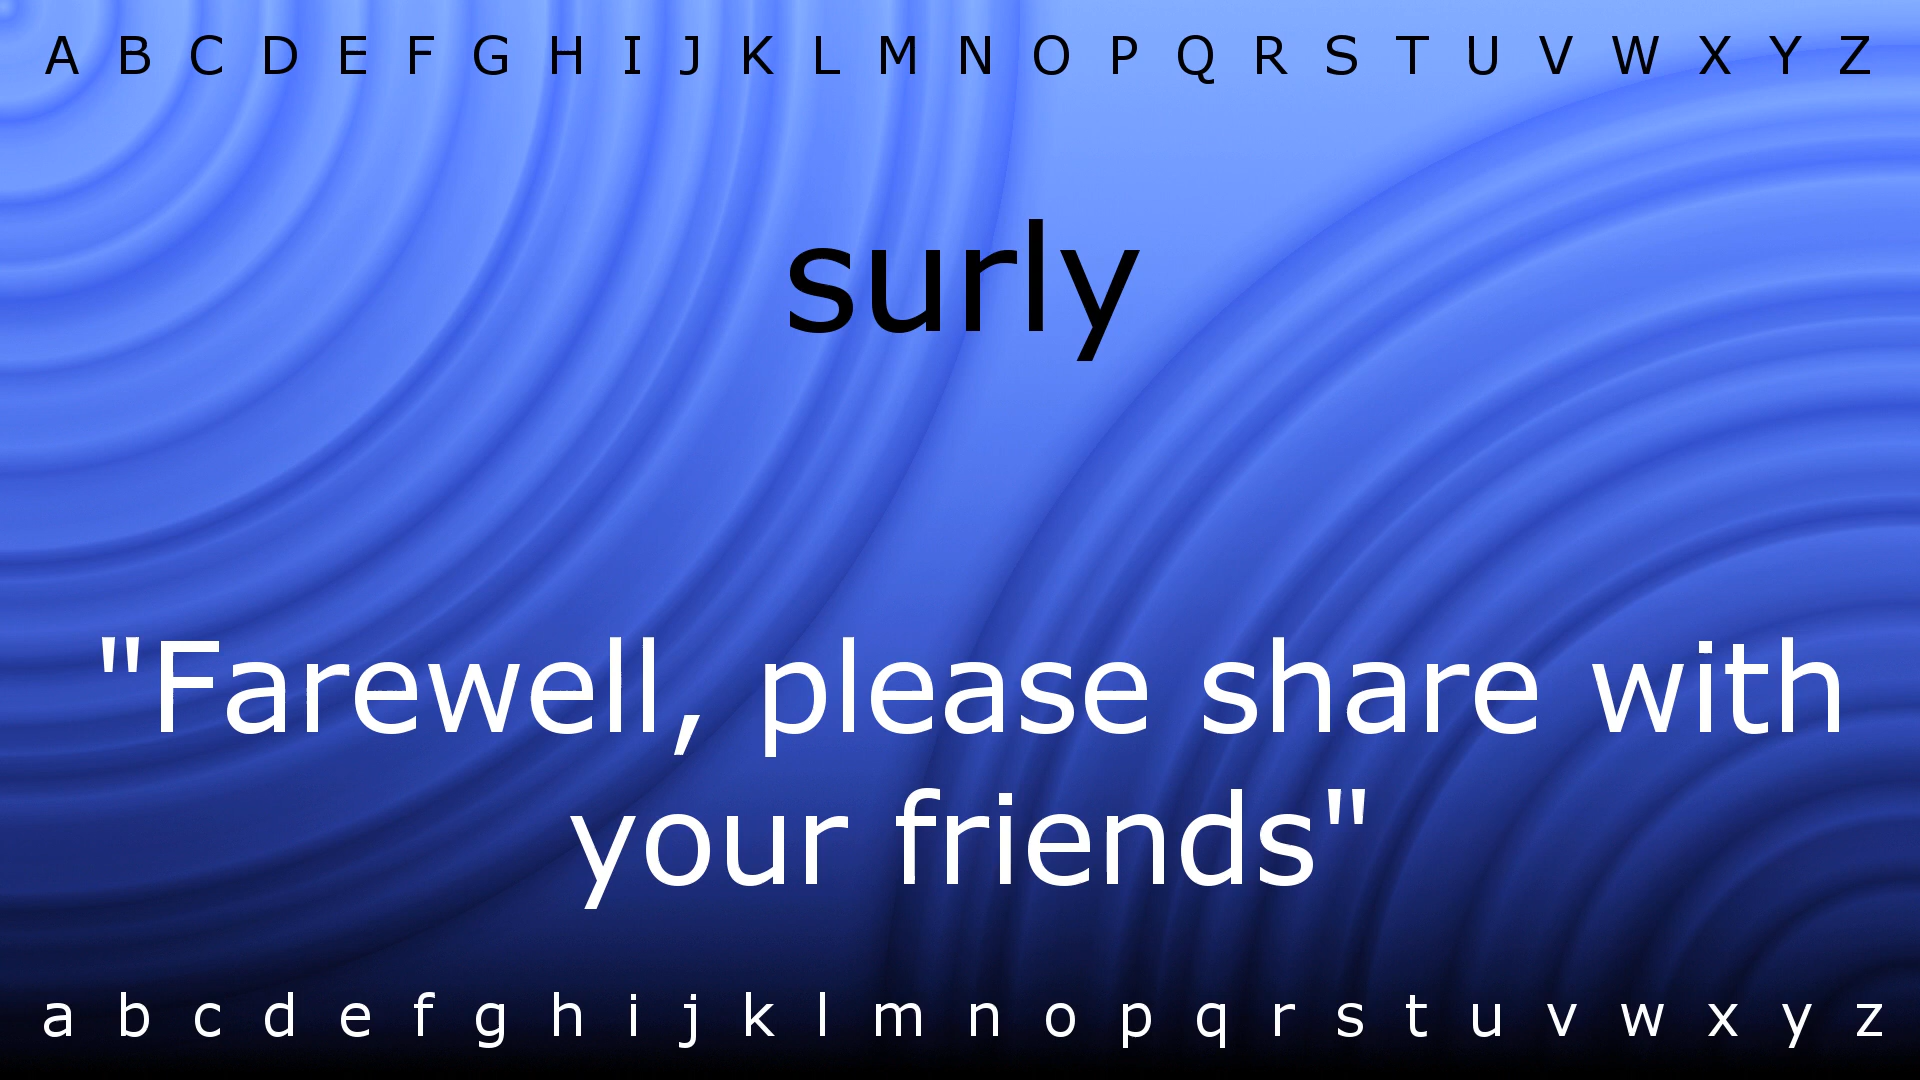 A B C D E F G H I J K L M N O P Q R S T U V W X Y Z
surly
"Farewell, please share with
your friends"
a b c d e f g h i j k l m n o p q r s t u v w x y z